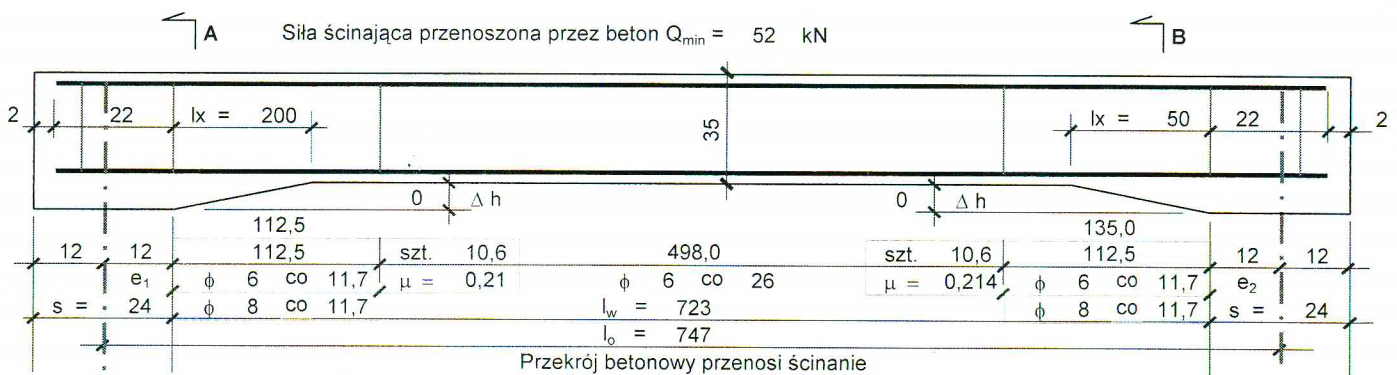 A Siła ścinająca przenoszona przez beton Qmin = 52 kN B
2 22 lx = 200 35 lx = 50 22 2
0 Δ h 0 Δ h
112,5 135,0
12 12 112,5 szt. 10,6 498,0 szt. 10,6 112,5 12 12
e1 ϕ 6 co 11,7 μ = 0,21 ϕ 6 co 26 μ = 0,214 ϕ 6 co 11,7 e2
s = 24 ϕ 8 co 11,7 lw = 723 ϕ 8 co 11,7 s = 24
lo = 747
Przekrój betonowy przenosi ścinanie